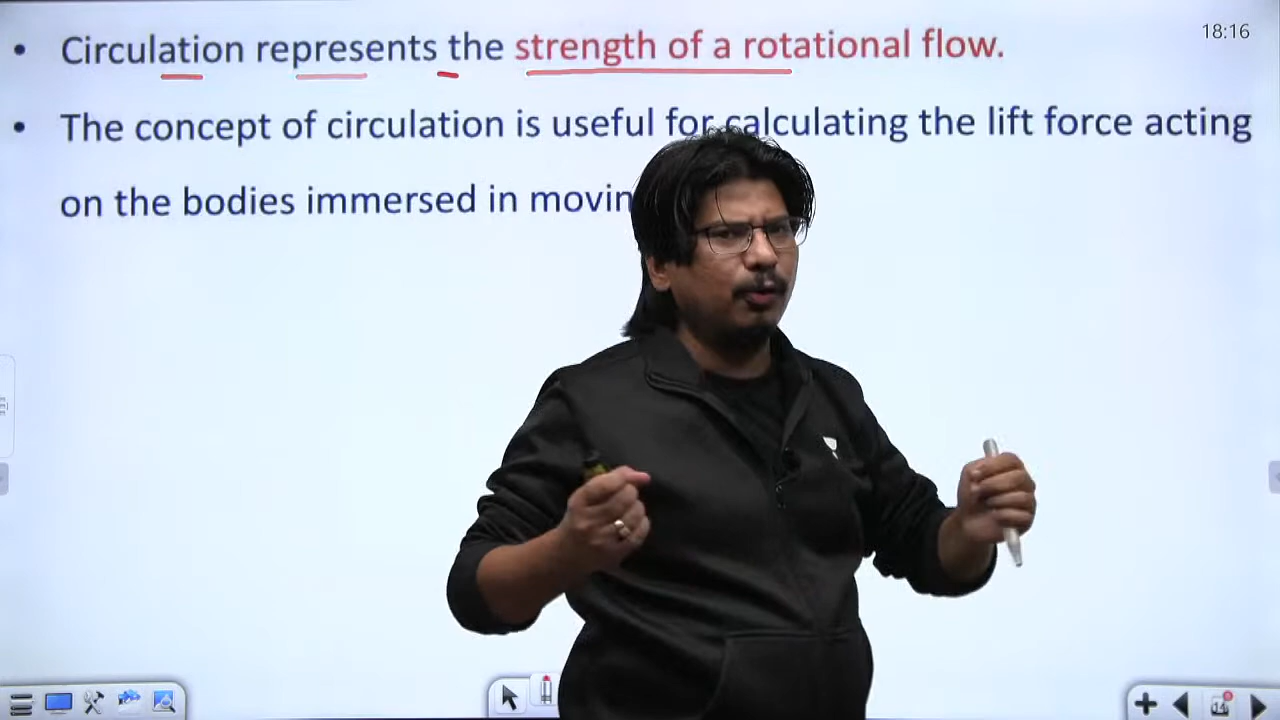 18:16
• Circulation represents the strength of a rotational flow.
• The concept of circulation is useful for calculating the lift force acting
on the bodies immersed in
14